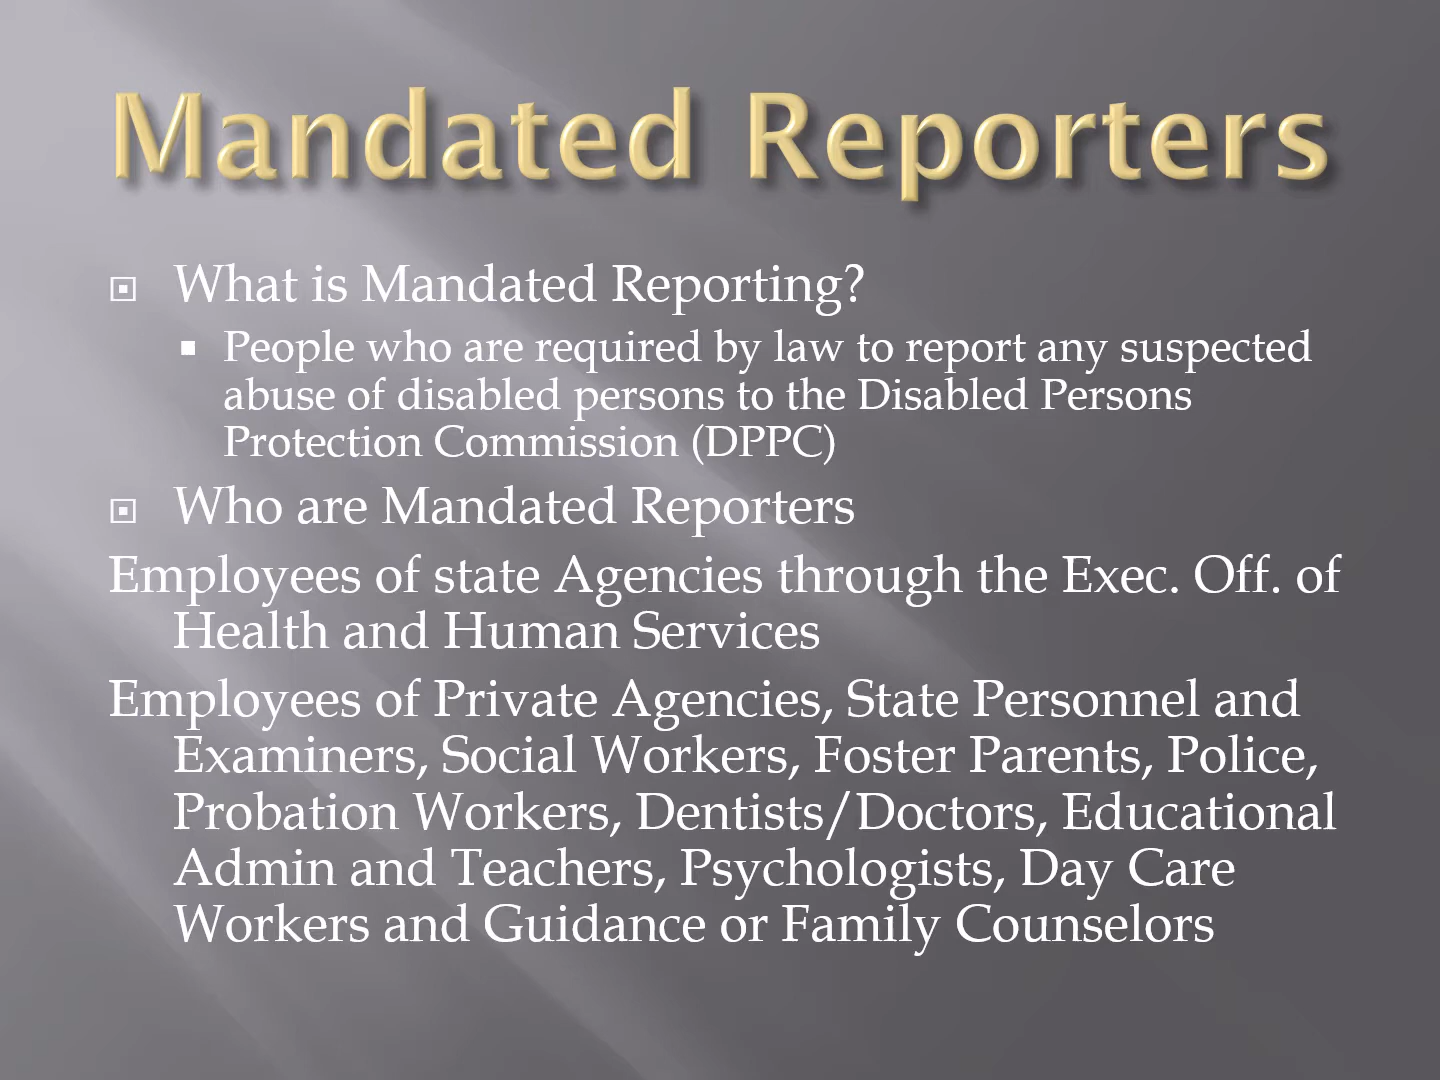 Mandated Reporters
What is Mandated Reporting?
People who are required by law to report any suspected
abuse of disabled persons to the Disabled Persons
Protection Commission (DPPC)
Who are Mandated Reporters
Employees of state Agencies through the Exec. Off. of
Health and Human Services
Employees of Private Agencies, State Personnel and
Examiners, Social Workers, Foster Parents, Police,
Probation Workers, Dentists/Doctors, Educational
Admin and Teachers, Psychologists, Day Care
Workers and Guidance or Family Counselors